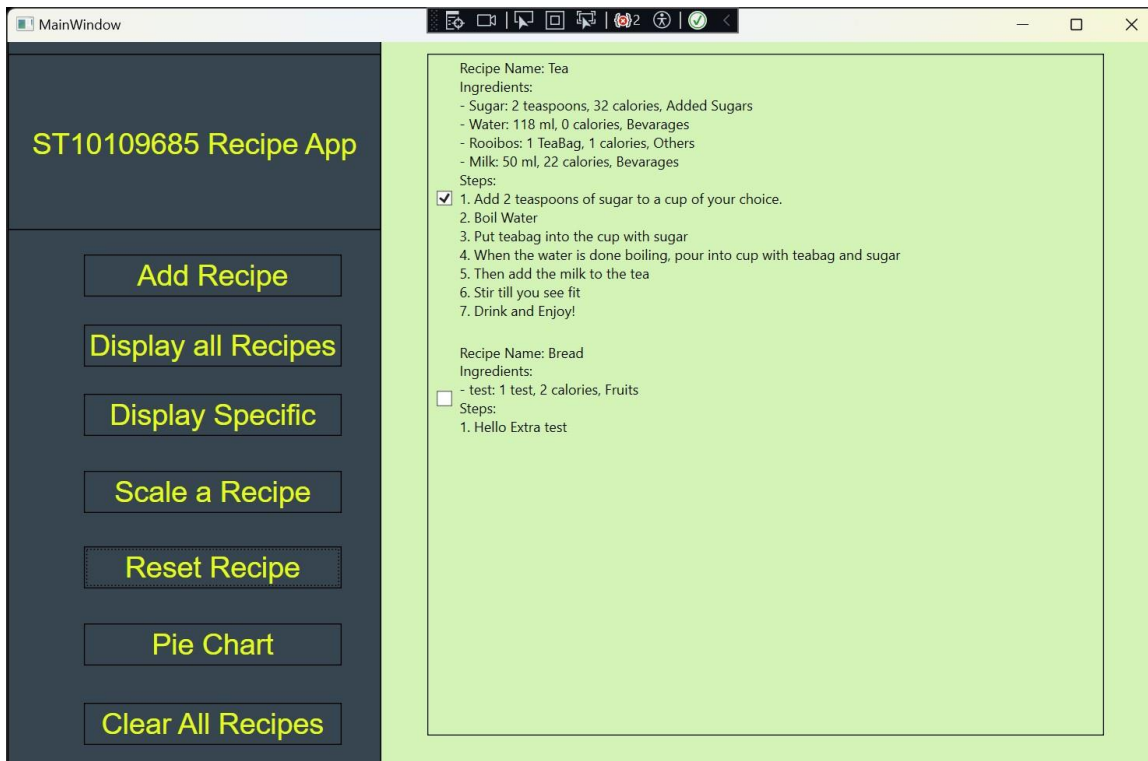 MainWindow
2
ST10109685 Recipe App
Add Recipe
Display all Recipes
Display Specific
Scale a Recipe
Reset Recipe
Pie Chart
Clear All Recipes
Recipe Name: Tea
Ingredients:
- Sugar: 2 teaspoons, 32 calories, Added Sugars
- Water: 118 ml, 0 calories, Bevarages
- Rooibos: 1 TeaBag, 1 calories, Others
- Milk: 50 ml, 22 calories, Bevarages
Steps:
1. Add 2 teaspoons of sugar to a cup of your choice.
2. Boil Water
3. Put teabag into the cup with sugar
4. When the water is done boiling, pour into cup with teabag and sugar
5. Then add the milk to the tea
6. Stir till you see fit
7. Drink and Enjoy!
Recipe Name: Bread
Ingredients:
- test: 1 test, 2 calories, Fruits
Steps:
1. Hello Extra test